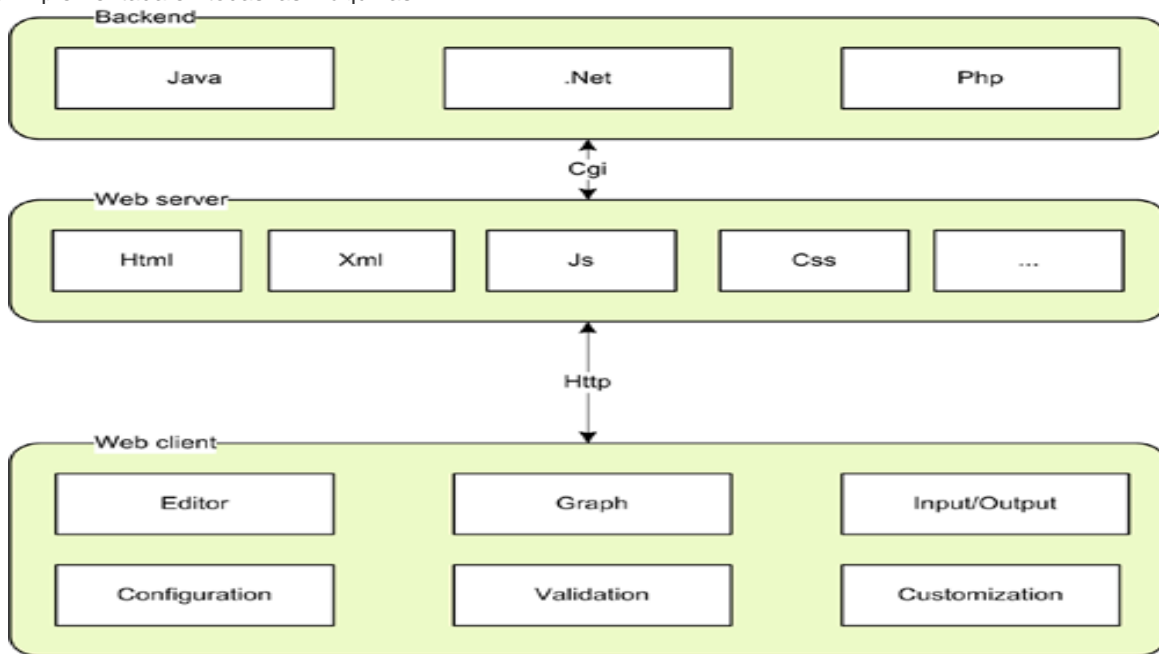 Backend
Java
.Net
Php
Cgi
Web server
Html
Xml
Js
Css
...
Http
Web client
Editor
Graph
Input/Output
Configuration
Validation
Customization